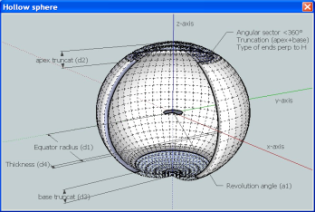 Hollow sphere
z-axis
Angular sector <360°
Truncation (apex+base)
Type of ends perp to H
apex truncat (d2)
y-axis
x-axis
Equator radius (d1)
Thickness (d4)
Revolution angle (a1)
base truncat (d3)